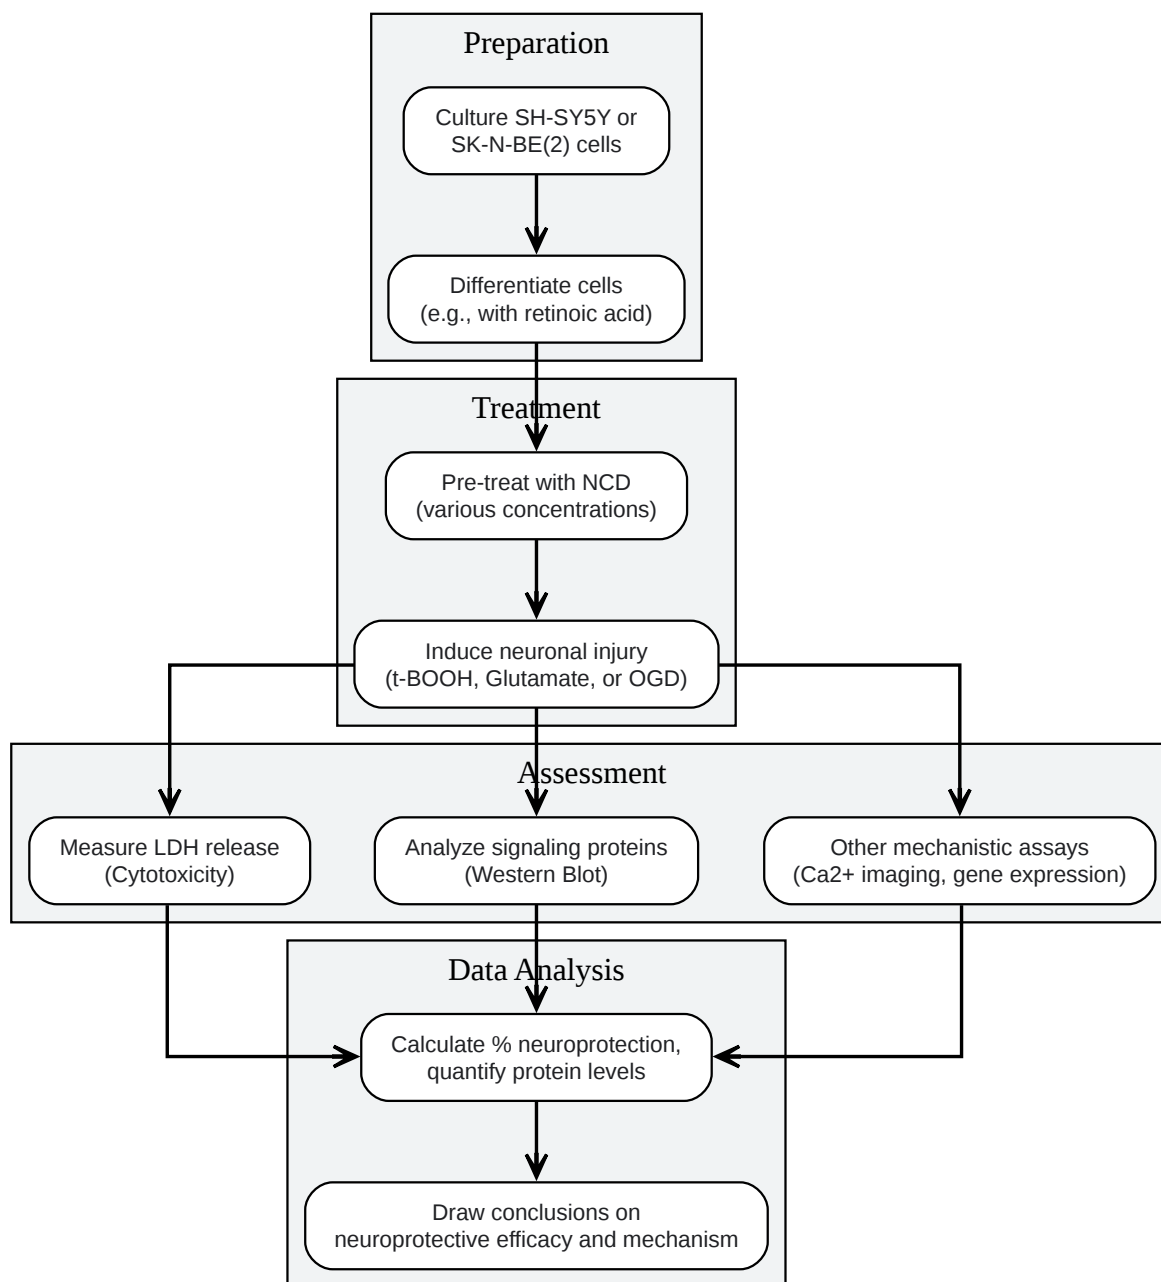 Preparation
Culture SH-SY5Y or
SK-N-BE(2) cells
Differentiate cells
(e.g., with retinoic acid)
Treatment
Pre-treat with NCD
(various concentrations)
Induce neuronal injury
(t-BOOH, Glutamate, or OGD)
Assessment
Measure LDH release
(Cytotoxicity)
Analyze signaling proteins
(Western Blot)
Other mechanistic assays
(Ca2+ imaging, gene expression)
Data Analysis
Calculate % neuroprotection,
quantify protein levels
Draw conclusions on
neuroprotective efficacy and mechanism